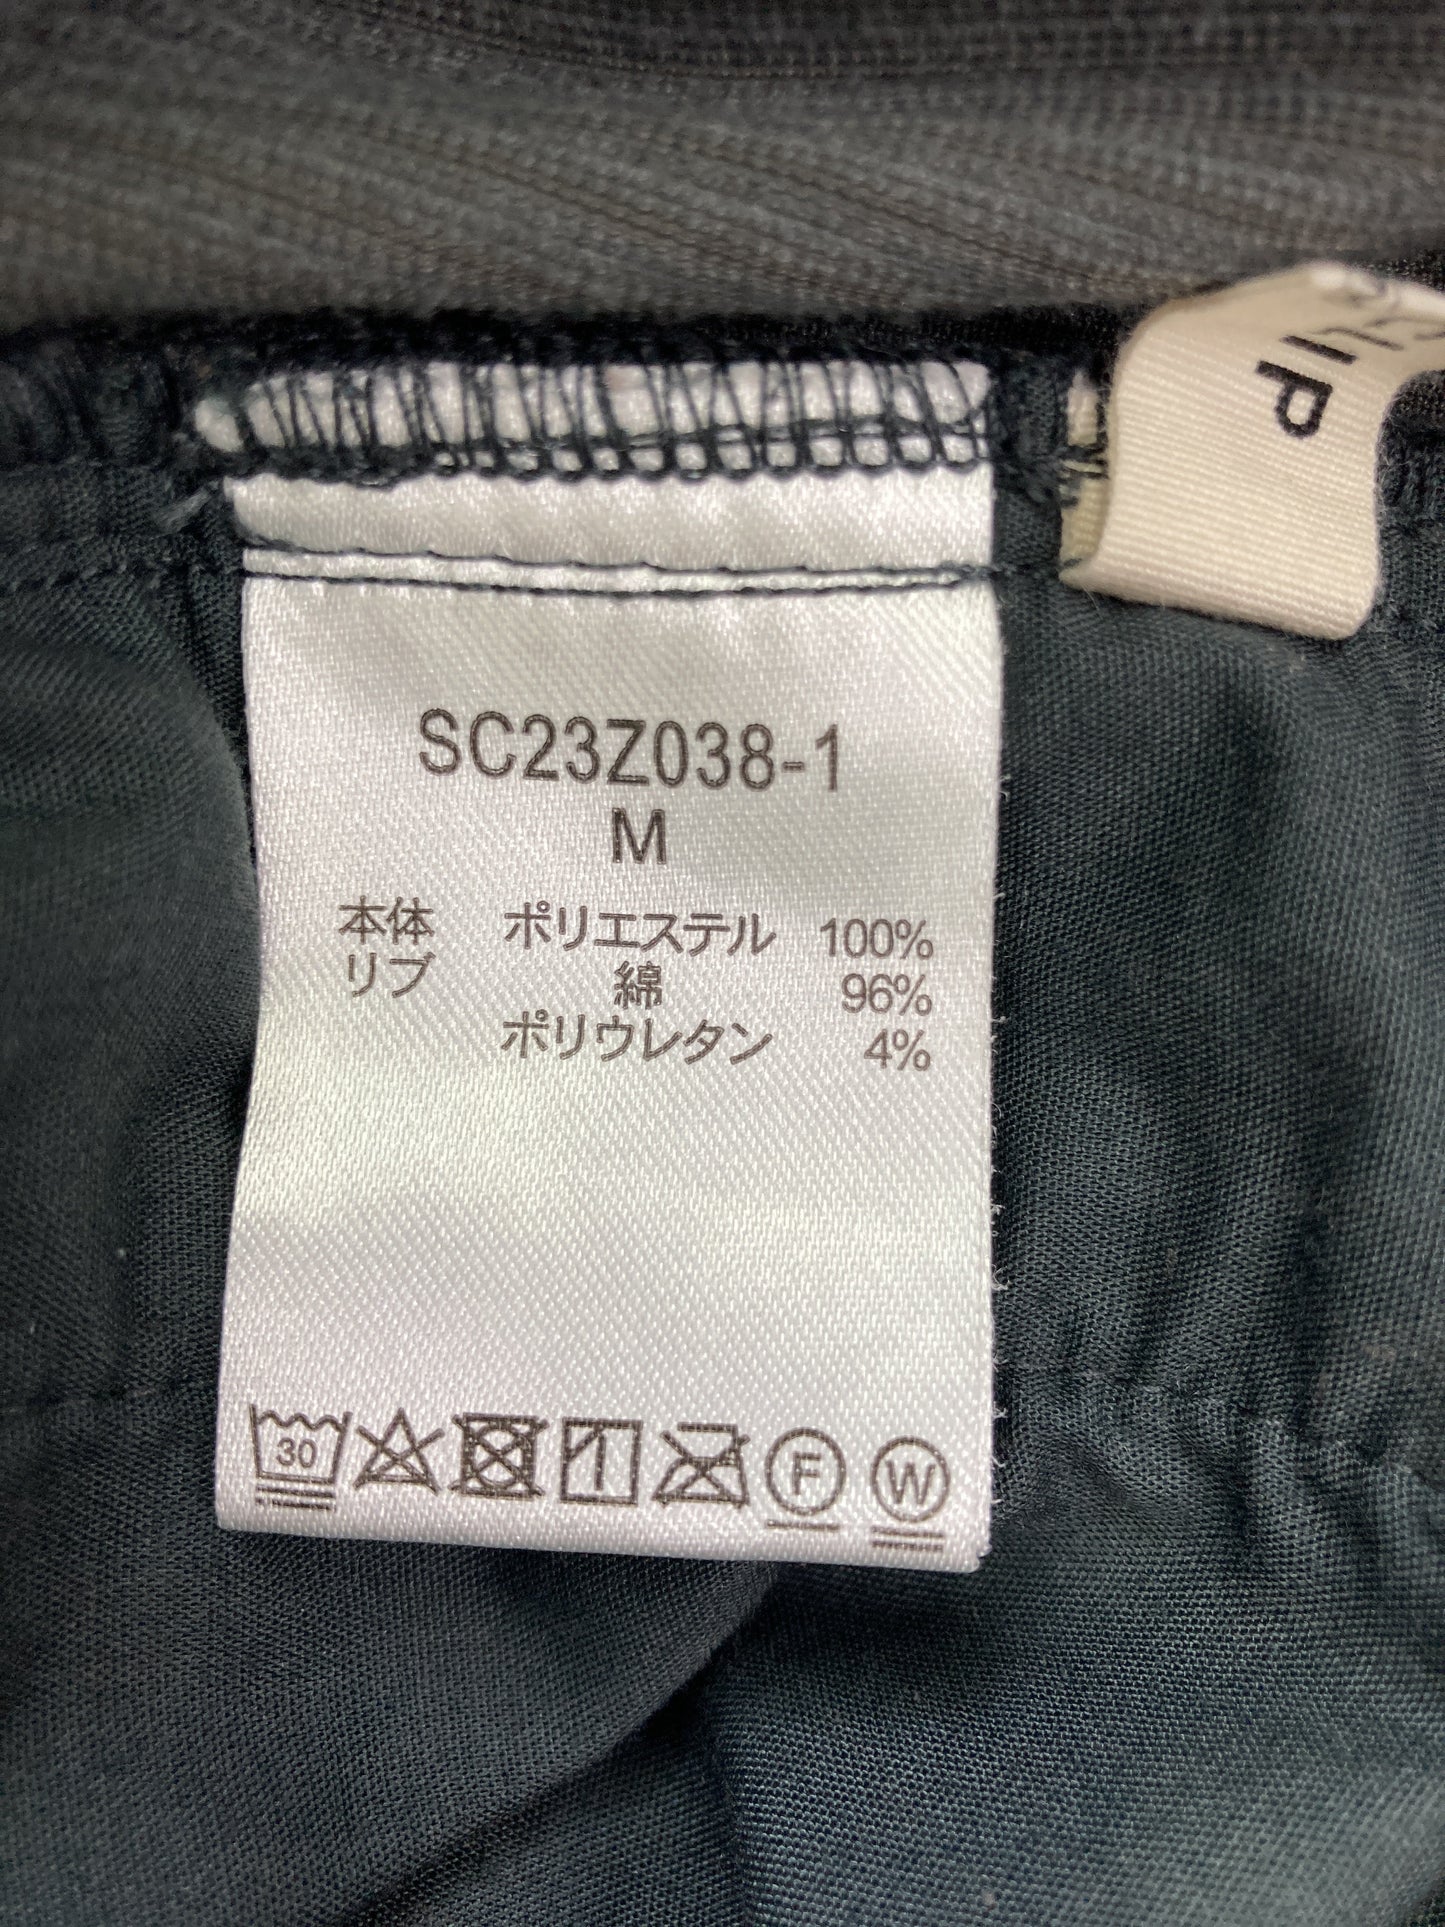 SC23Z038-1
M
本体 ポリエステル 100%
リブ 綿 96%
ポリウレタン 4%
30 F W